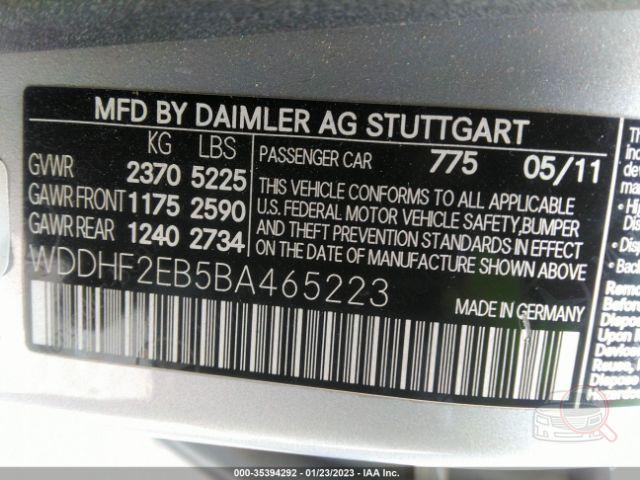 MFD BY DAIMLER AG STUTTGART
KG LBS
GVWR 2370 5225
GAWR FRONT 1175 2590
GAWR REAR 1240 2734
PASSENGER CAR 775 05/11
THIS VEHICLE CONFORMS TO ALL APPLICABLE
U.S. FEDERAL MOTOR VEHICLE SAFETY, BUMPER
AND THEFT PREVENTION STANDARDS IN EFFECT
ON THE DATE OF MANUFACTURE SHOWN ABOVE
WDDHF2EB5BA465223
MADE IN GERMANY
000-35394292 - 01/23/2023 - IAA Inc.